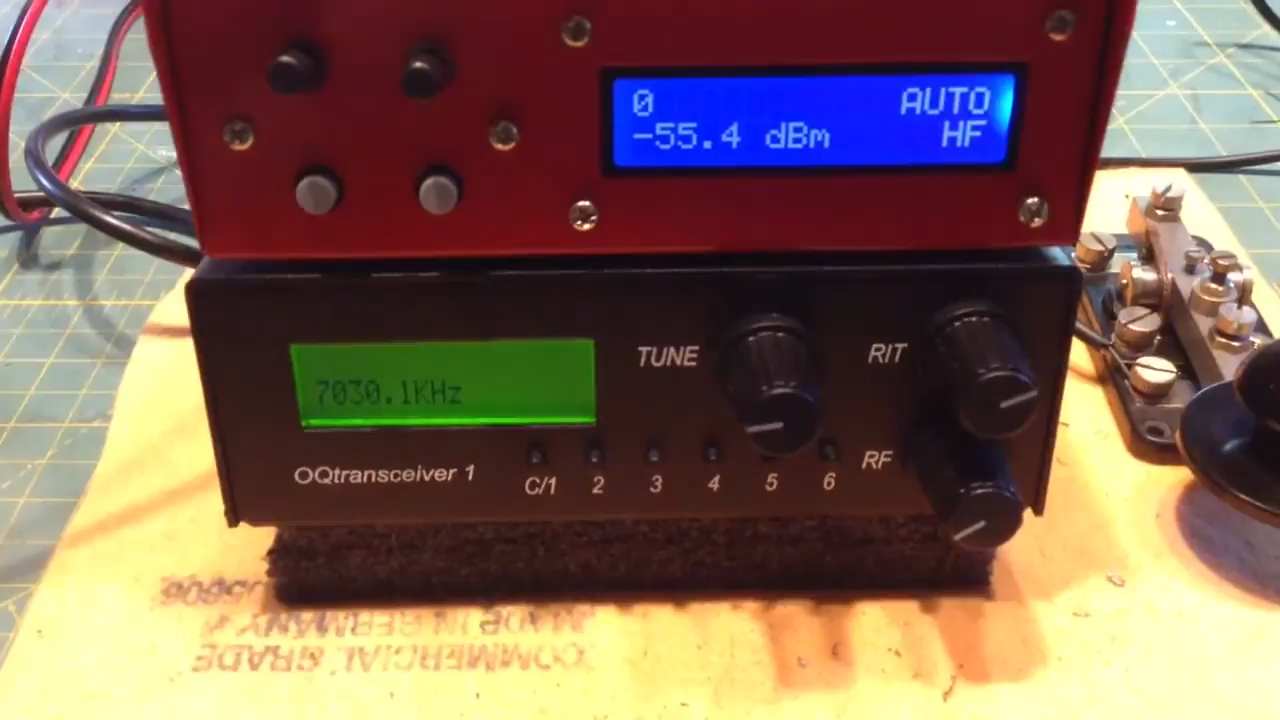 0 AUTO
-55.4 dBm HF
7030.1KHz
TUNE
RIT
OQtransceiver 1
RF
C/1 2 3 4 5 6
COMMERCIAL GRADE
MADE IN GERMANY